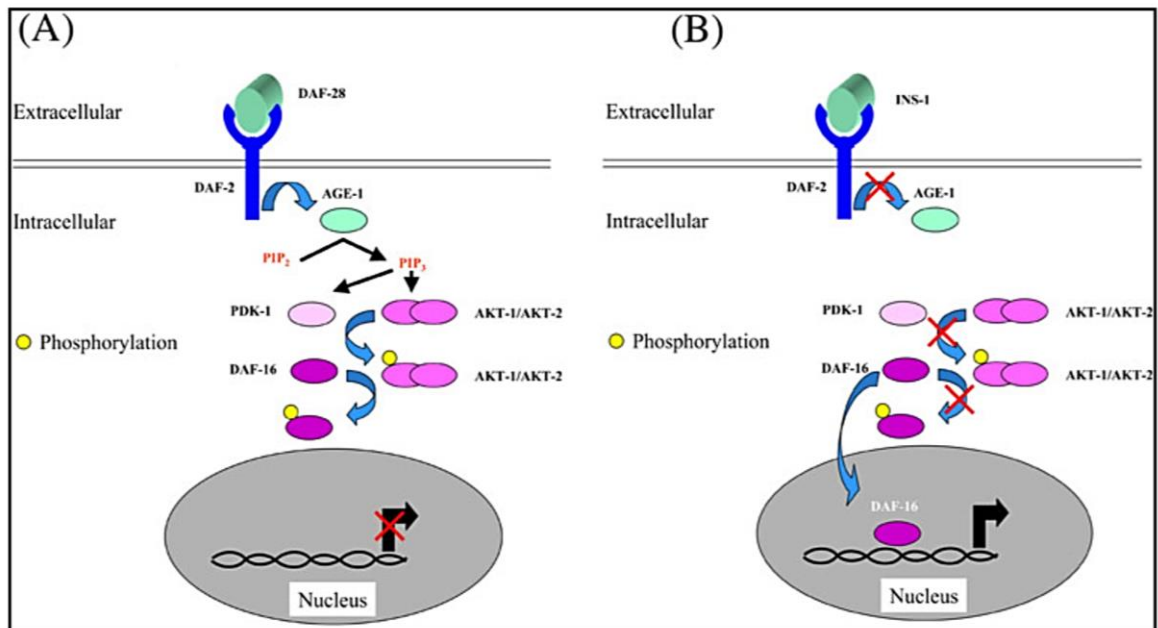 (A)
DAF-28
Extracellular
DAF-2
AGE-1
Intracellular
PIP₂
PIP₃
PDK-1
AKT-1/AKT-2
Phosphorylation
DAF-16
AKT-1/AKT-2
Nucleus
(B)
INS-1
Extracellular
DAF-2
AGE-1
Intracellular
PDK-1
AKT-1/AKT-2
Phosphorylation
DAF-16
AKT-1/AKT-2
DAF-16
Nucleus